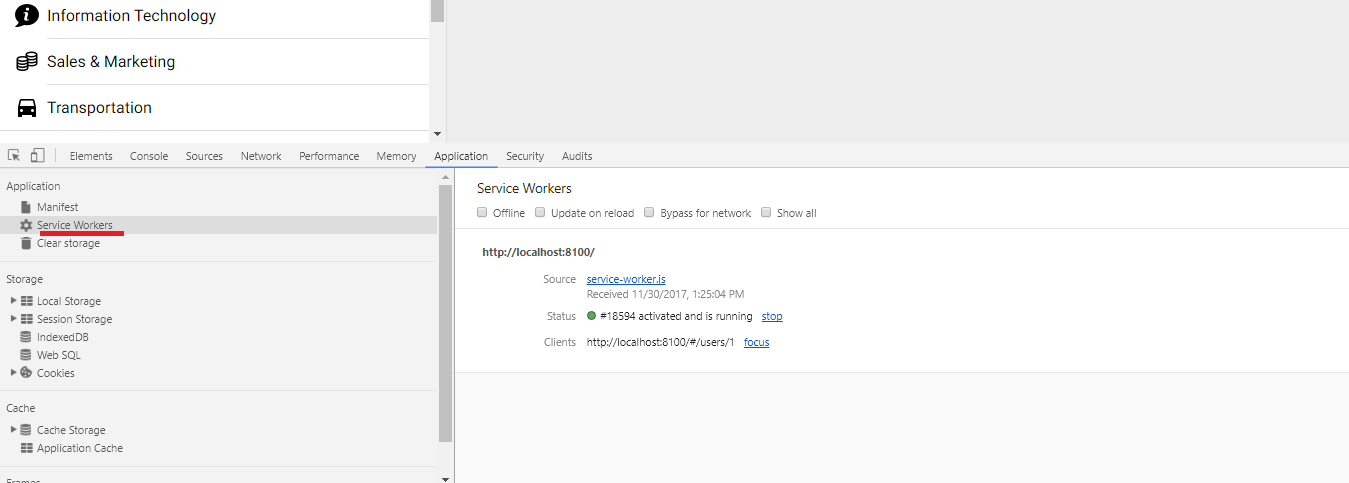 Information Technology
Sales & Marketing
Transportation
Elements Console Sources Network Performance Memory Application Security Audits
Application
Manifest
Service Workers
Clear storage
Storage
Local Storage
Session Storage
IndexedDB
Web SQL
Cookies
Cache
Cache Storage
Application Cache
Frames
Service Workers
Offline Update on reload Bypass for network Show all
http://localhost:8100/
Source service-worker.js
Received 11/30/2017, 1:25:04 PM
Status #18594 activated and is running stop
Clients http://localhost:8100/#/users/1 focus